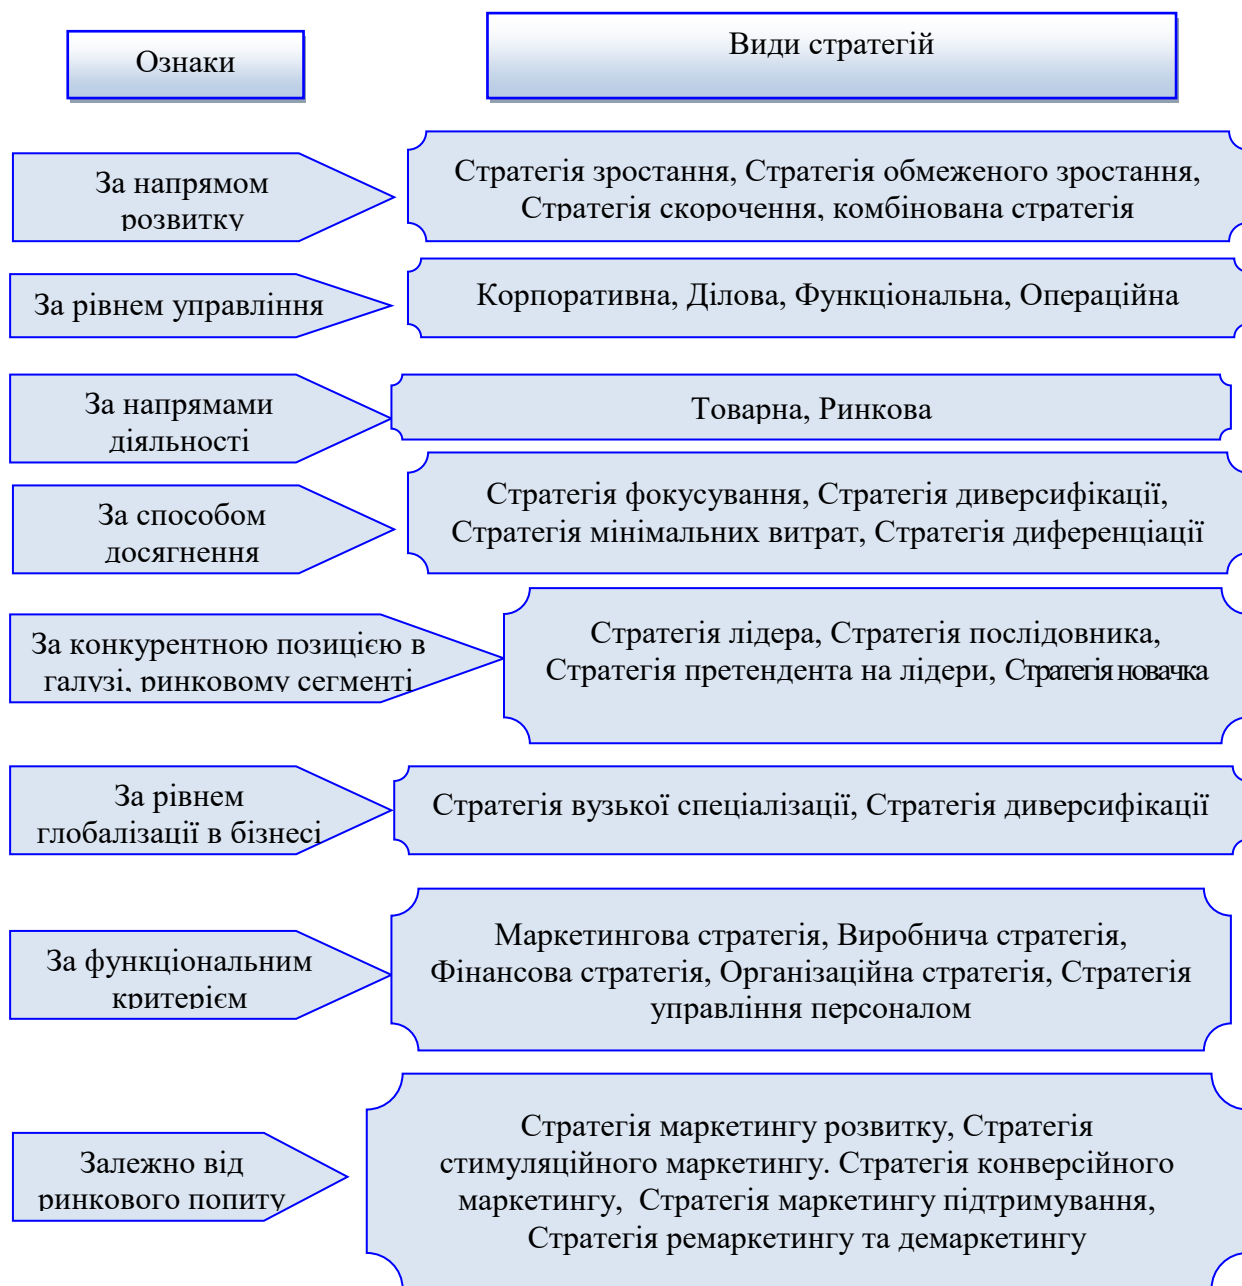 Ознаки
Види стратегій
За напрямом
розвитку
Стратегія зростання, Стратегія обмеженого зростання,
Стратегія скорочення, комбінована стратегія
За рівнем управління
Корпоративна, Ділова, Функціональна, Операційна
За напрямами
діяльності
Товарна, Ринкова
За способом
досягнення
Стратегія фокусування, Стратегія диверсифікації,
Стратегія мінімальних витрат, Стратегія диференціації
За конкурентною позицією в
галузі, ринковому сегменті
Стратегія лідера, Стратегія послідовника,
Стратегія претендента на лідери, Стратегія новачка
За рівнем
глобалізації в бізнесі
Стратегія вузької спеціалізації, Стратегія диверсифікації
За функціональним
критерієм
Маркетингова стратегія, Виробнича стратегія,
Фінансова стратегія, Організаційна стратегія, Стратегія
управління персоналом
Залежно від
ринкового попиту
Стратегія маркетингу розвитку, Стратегія
стимуляційного маркетингу. Стратегія конверсійного
маркетингу, Стратегія маркетингу підтримування,
Стратегія ремаркетингу та демаркетингу